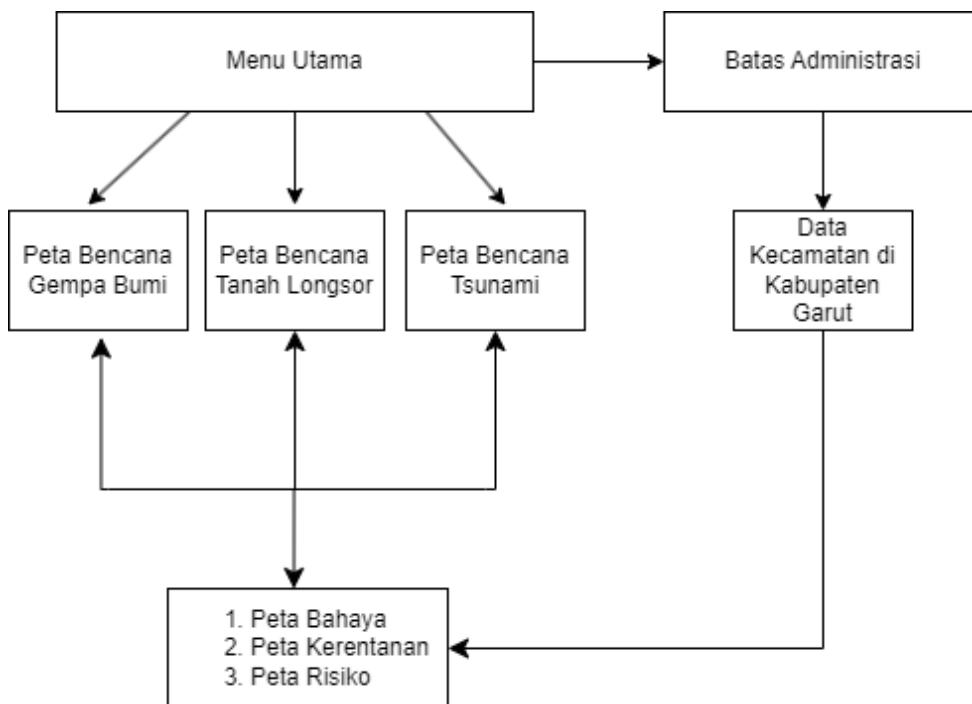 Menu Utama
Batas Administrasi
Peta Bencana
Gempa Bumi
Peta Bencana
Tanah Longsor
Peta Bencana
Tsunami
Data
Kecamatan di
Kabupaten
Garut
1. Peta Bahaya
2. Peta Kerentanan
3. Peta Risiko